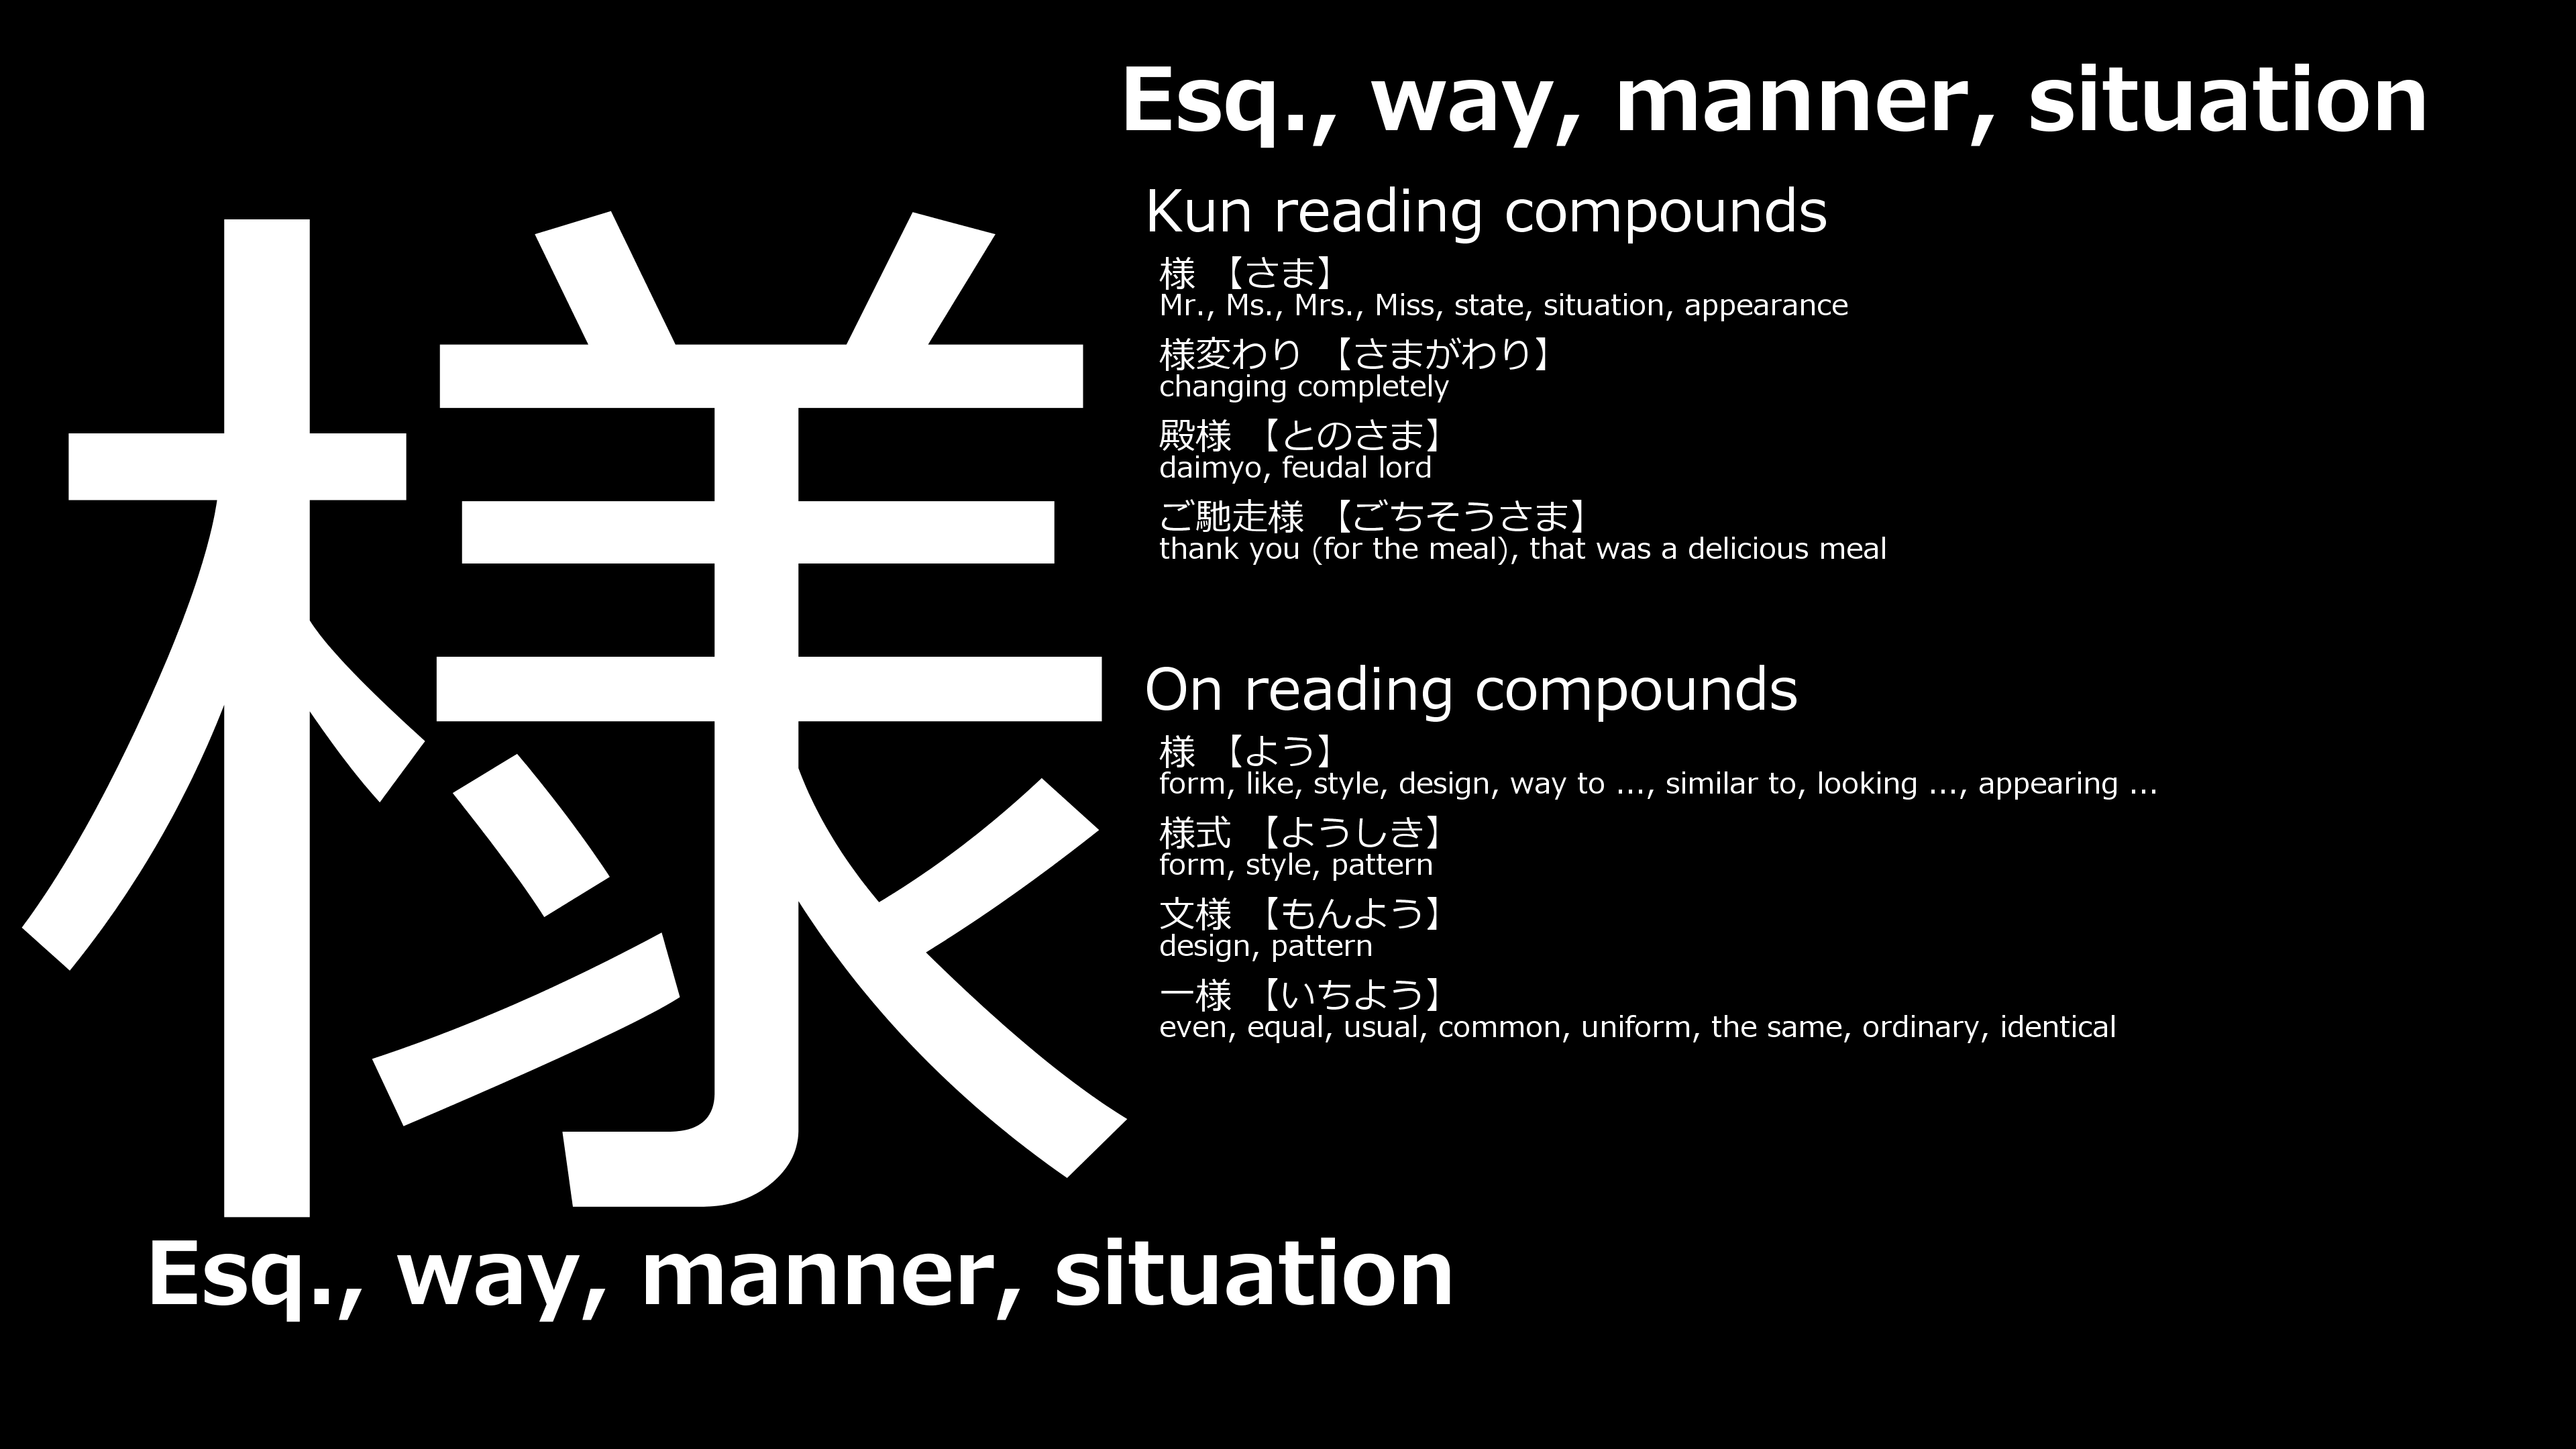 様
Esq., way, manner, situation
Esq., way, manner, situation
Kun reading compounds
様 【さま】
Mr., Ms., Mrs., Miss, state, situation, appearance
様変わり 【さまがわり】
changing completely
殿様 【とのさま】
daimyo, feudal lord
ご馳走様 【ごちそうさま】
thank you (for the meal), that was a delicious meal
On reading compounds
様 【よう】
form, like, style, design, way to ..., similar to, looking ..., appearing ...
様式 【ようしき】
form, style, pattern
文様 【もんよう】
design, pattern
一様 【いちよう】
even, equal, usual, common, uniform, the same, ordinary, identical